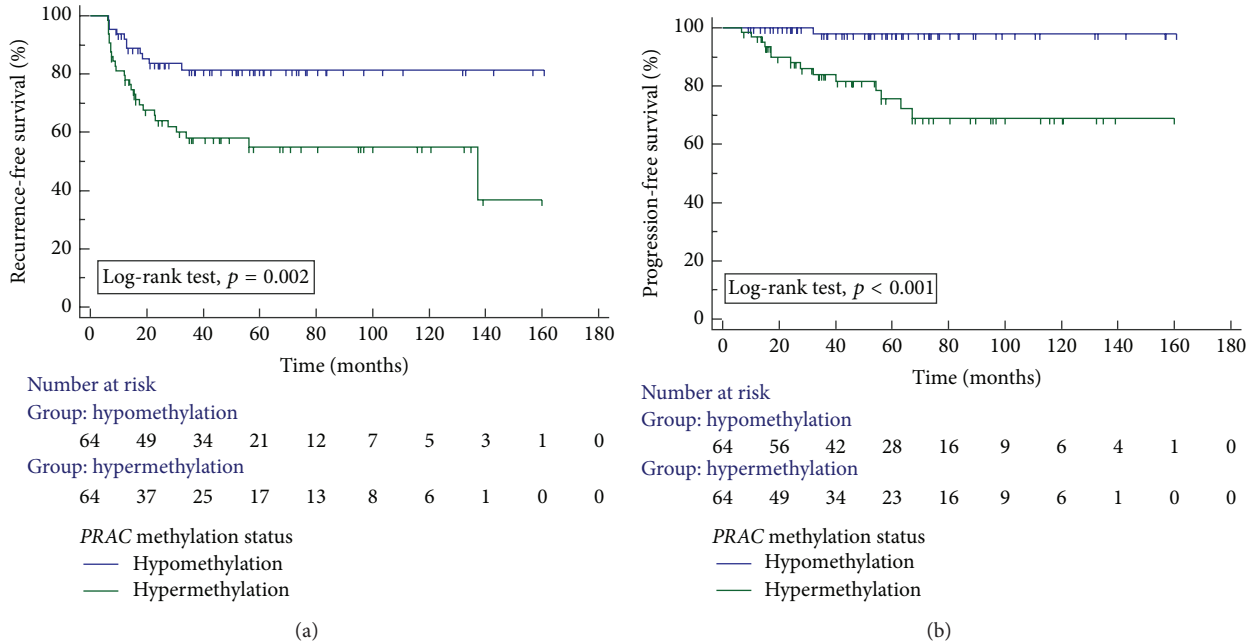 Recurrence-free survival (%)
100
80
60
40
20
0
Log-rank test, p = 0.002
0 20 40 60 80 100 120 140 160 180
Time (months)
Number at risk
Group: hypomethylation
64 49 34 21 12 7 5 3 1 0
Group: hypermethylation
64 37 25 17 13 8 6 1 0 0
PRAC methylation status
Hypomethylation
Hypermethylation
(a)
Progression-free survival (%)
100
80
60
40
20
0
Log-rank test, p < 0.001
0 20 40 60 80 100 120 140 160 180
Time (months)
Number at risk
Group: hypomethylation
64 56 42 28 16 9 6 4 1 0
Group: hypermethylation
64 49 34 23 16 9 6 1 0 0
PRAC methylation status
Hypomethylation
Hypermethylation
(b)